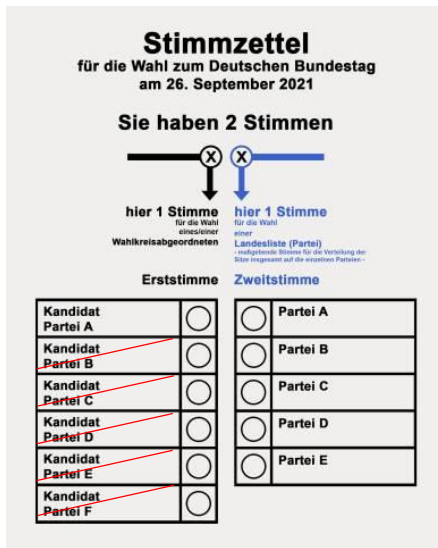 Stimmzettel
für die Wahl zum Deutschen Bundestag
am 26. September 2021
Sie haben 2 Stimmen
X X
hier 1 Stimme
für die Wahl
eines/einer
Wahlkreisabgeordneten
hier 1 Stimme
für die Wahl
einer
Landesliste (Partei)
- maßgebende Stimme für die Verteilung der
Sitze insgesamt auf die einzelnen Parteien -
Erststimme
Zweitstimme
Kandidat
Partei A
Kandidat
Partei B
Kandidat
Partei C
Kandidat
Partei D
Kandidat
Partei E
Kandidat
Partei F
Partei A
Partei B
Partei C
Partei D
Partei E